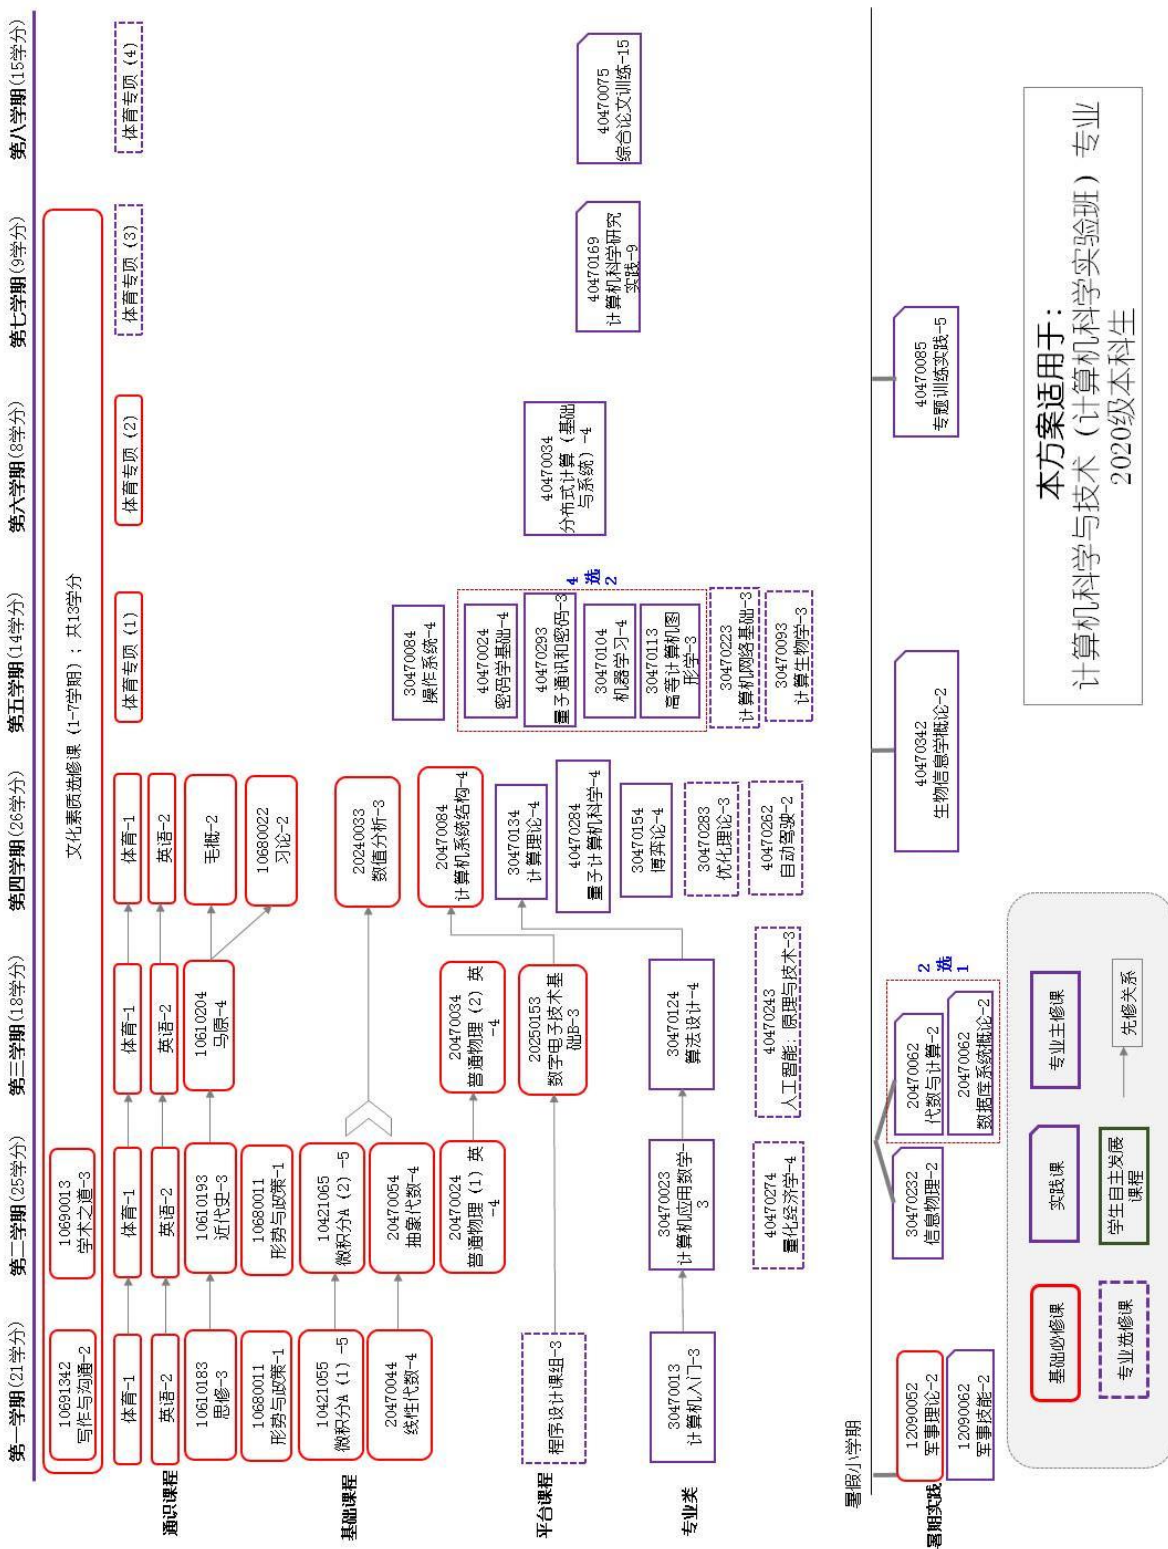 第一学期(21学分)
第二学期(25学分)
第三学期(18学分)
第四学期(26学分)
第五学期(14学分)
第六学期(8学分)
第七学期(9学分)
第八学期(15学分)
文化素质选修课（1-7学期）；共13学分
10691342
写作与沟通-2
10690013
学术之道-3
通识课程
体育-1
体育-1
体育-1
体育-1
体育专项（1）
体育专项（2）
体育专项（3）
体育专项（4）
英语-2
英语-2
英语-2
英语-2
10610183
思修-3
10610193
近代史-3
10610204
马原-4
毛概-2
10680022
习论-2
10680011
形势与政策-1
10680011
形势与政策-1
基础课程
10421055
微积分A（1）-5
10421065
微积分A（2）-5
20240033
数值分析-3
20470044
线性代数-4
20470054
抽象代数-4
20470024
普通物理（1）英
-4
20470034
普通物理（2）英
-4
20470084
计算机系统结构-4
平台课程
程序设计课组-3
20250153
数字电子技术基
础B-3
专业类
30470013
计算机入门-3
30470023
计算机应用数学-
3
30470124
算法设计-4
40470274
量化经济学-4
40470243
人工智能：原理与技术-3
30470134
计算理论-4
40470284
量子计算机科学-4
30470154
博弈论-4
30470283
优化理论-3
40470262
自动驾驶-2
30470084
操作系统-4
4
选
2
40470024
密码学基础-4
40470293
量子通讯和密码-3
30470104
机器学习-4
30470113
高等计算机图
形学-3
30470223
计算机网络基础-3
30470093
计算生物学-3
40470034
分布式计算（基础
与系统）-4
40470169
计算机科学研究
实践-9
40470075
综合论文训练-15
暑假小学期
暑期实践
12090052
军事理论-2
12090062
军事技能-2
30470232
信息物理-2
2
选
1
20470062
代数与计算-2
20470062
数据库系统概论-2
40470342
生物信息学概论-2
40470085
专题训练实践-5
基础必修课
实践课
专业主修课
专业选修课
学生自主发展
课程
先修关系
本方案适用于：
计算机科学与技术（计算机科学实验班）专业
2020级本科生